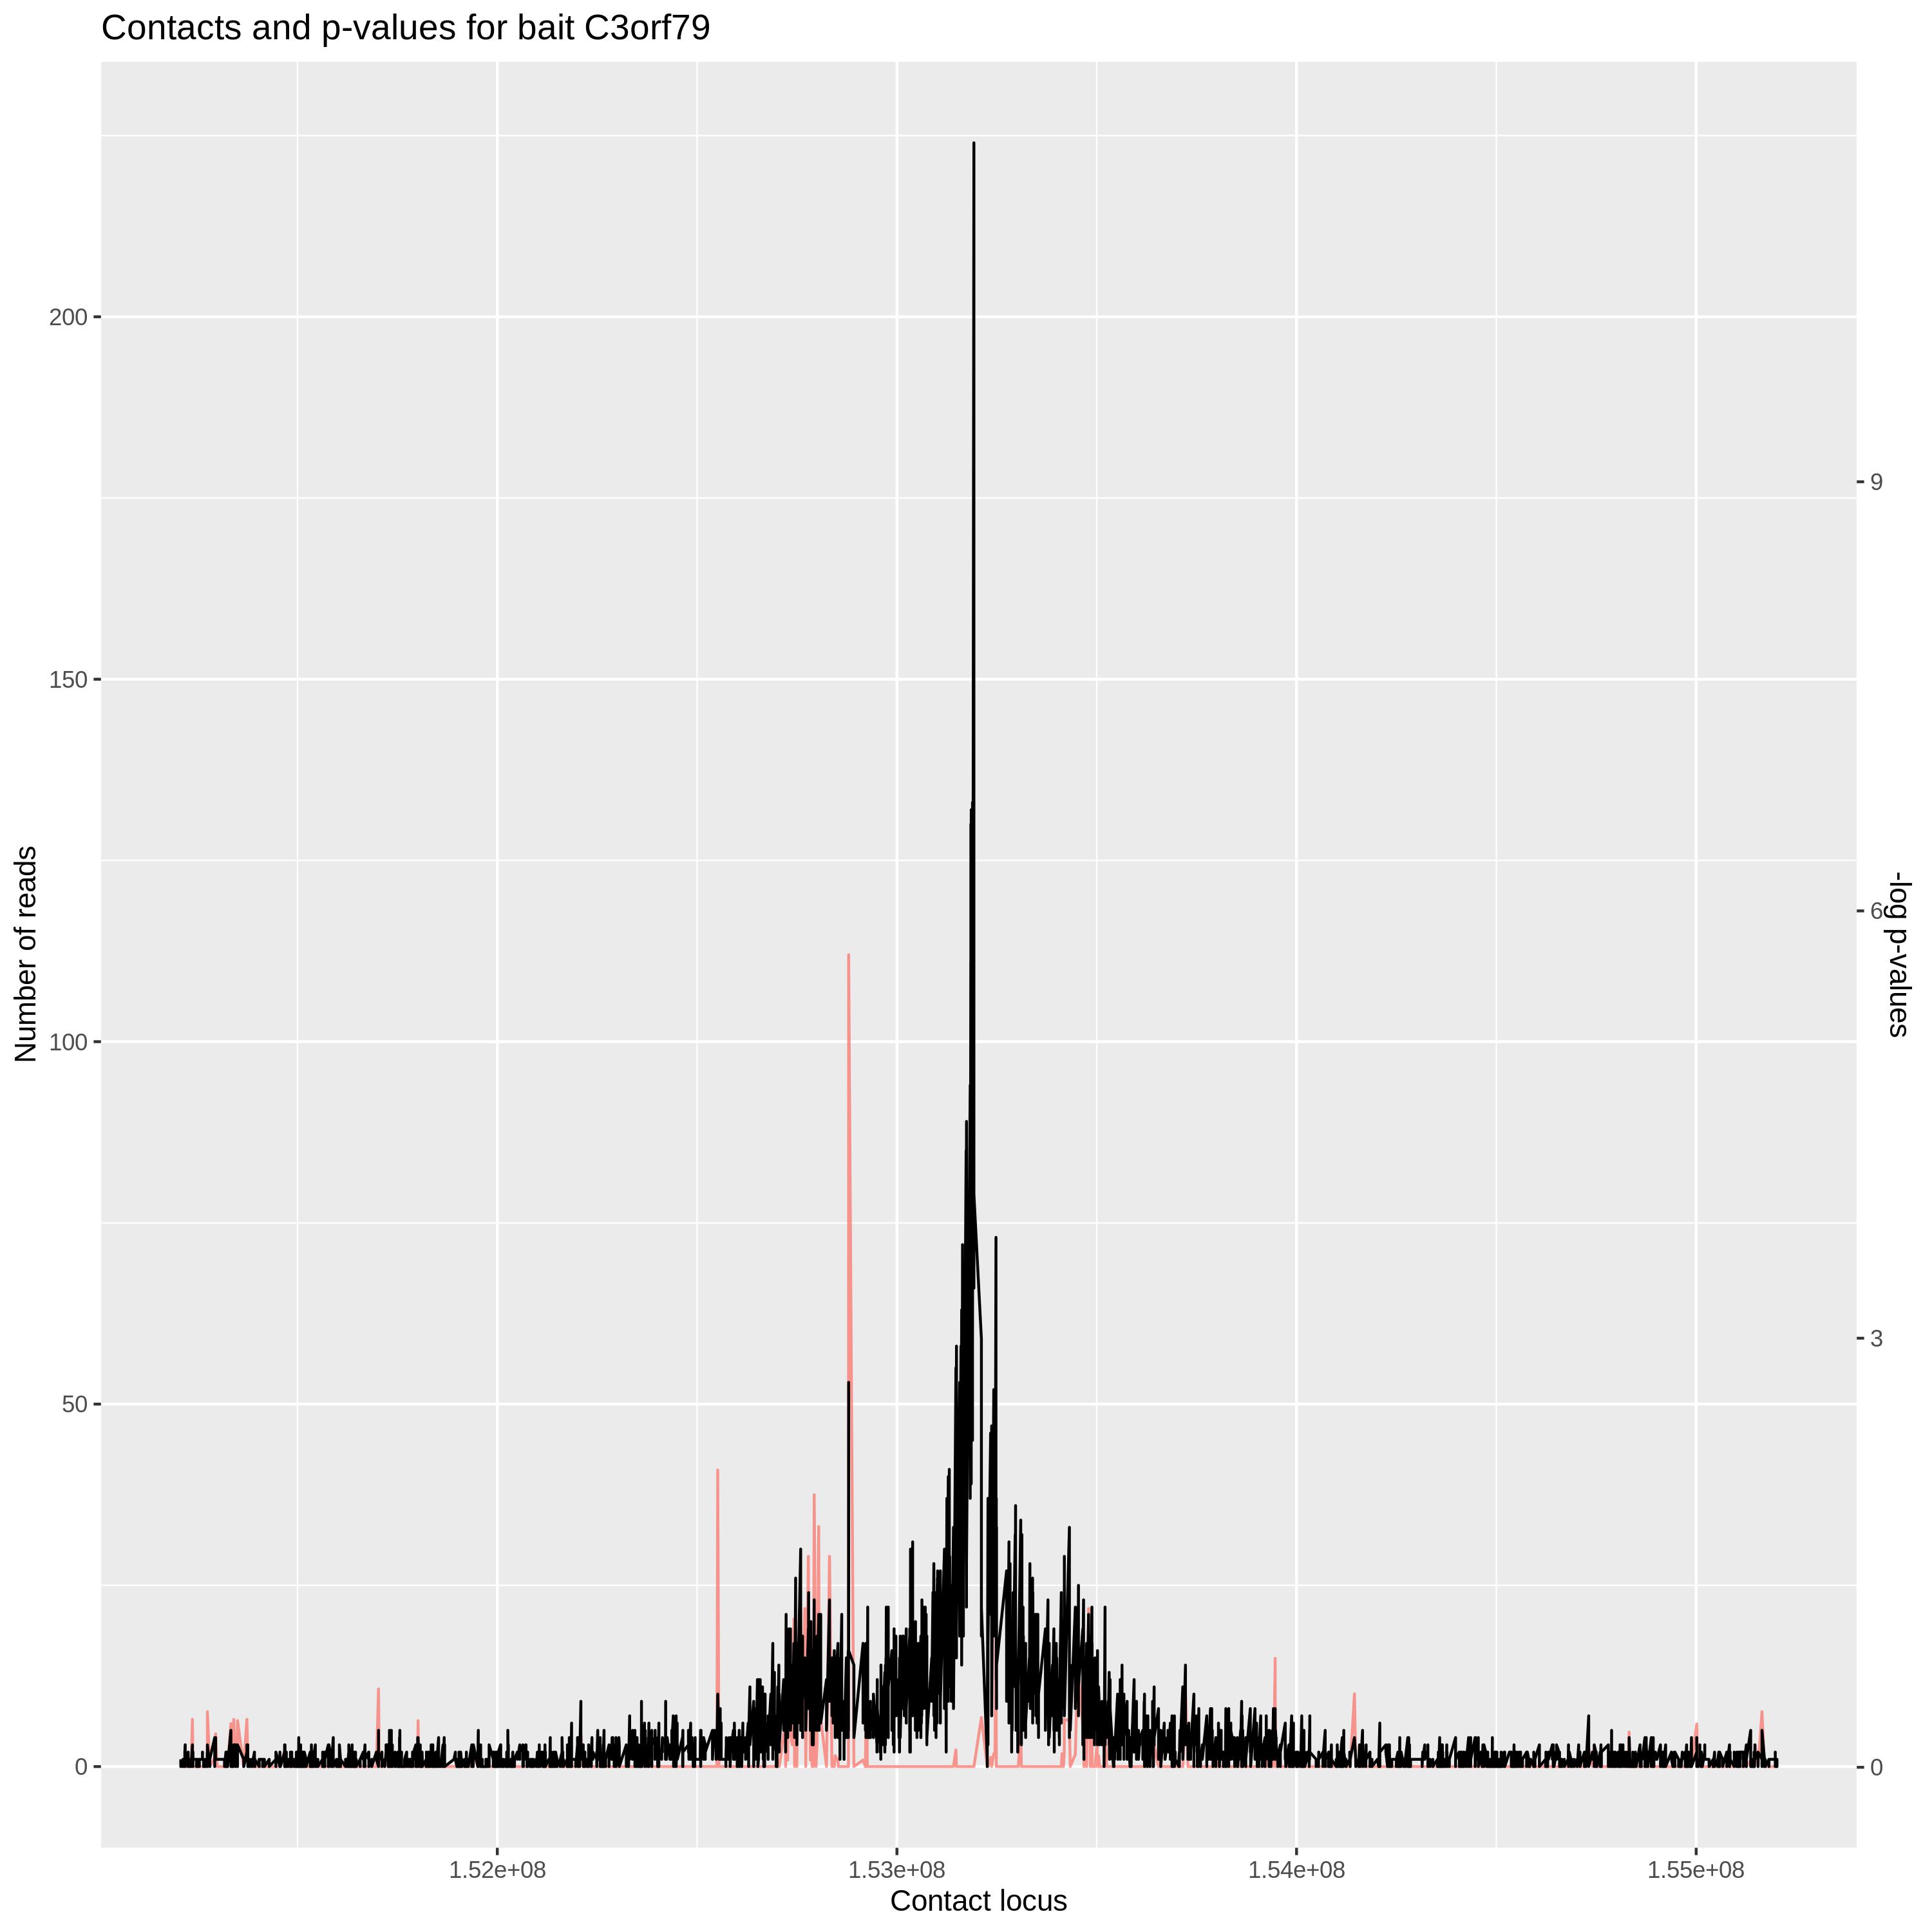 Contacts and p-values for bait C3orf79
Number of reads
200
150
100
50
0
9
6
3
0
-log p-values
1.52e+08 1.53e+08 1.54e+08 1.55e+08
Contact locus